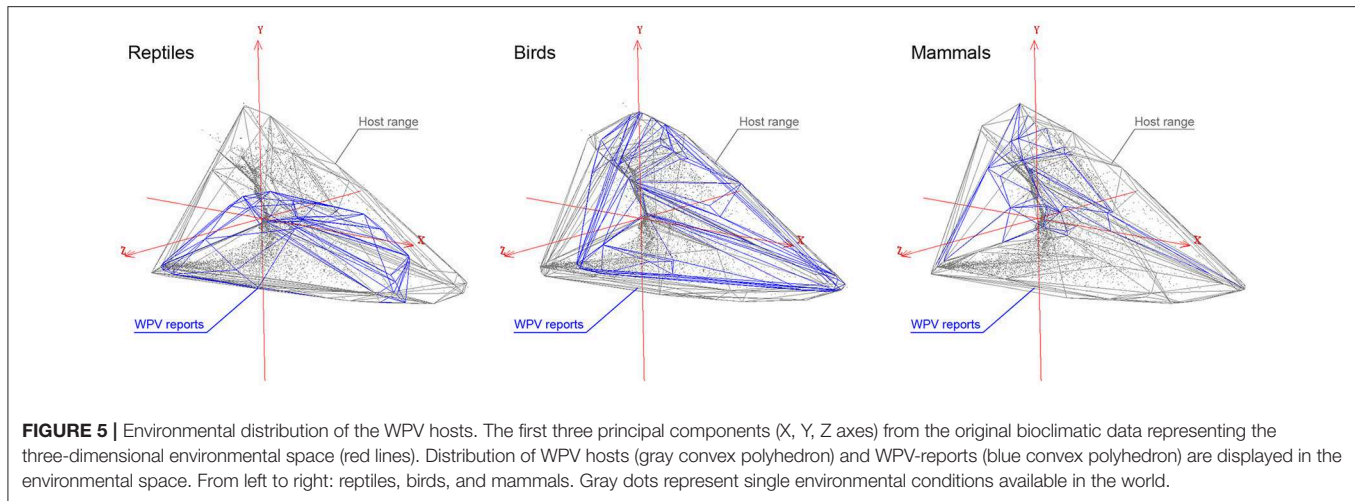 Reptiles
Birds
Mammals
Y
Y
Y
Host range
Host range
Host range
Z
X
Z
X
Z
X
WPV reports
WPV reports
WPV reports
FIGURE 5 | Environmental distribution of the WPV hosts. The first three principal components (X, Y, Z axes) from the original bioclimatic data representing the
three-dimensional environmental space (red lines). Distribution of WPV hosts (gray convex polyhedron) and WPV-reports (blue convex polyhedron) are displayed in the
environmental space. From left to right: reptiles, birds, and mammals. Gray dots represent single environmental conditions available in the world.